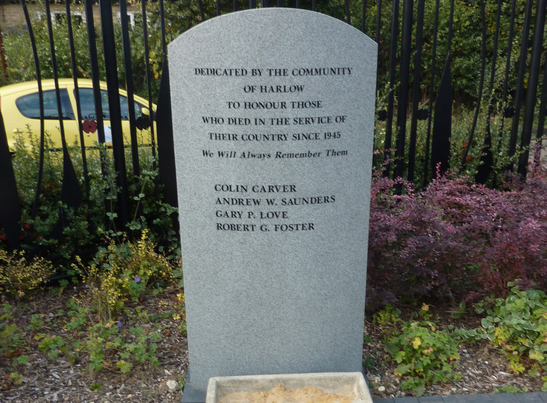 DEDICATED BY THE COMMUNITY
OF HARLOW
TO HONOUR THOSE
WHO DIED IN THE SERVICE OF
THEIR COUNTRY SINCE 1945
We Will Always Remember Them
COLIN CARVER
ANDREW W. SAUNDERS
GARY P. LOVE
ROBERT G. FOSTER